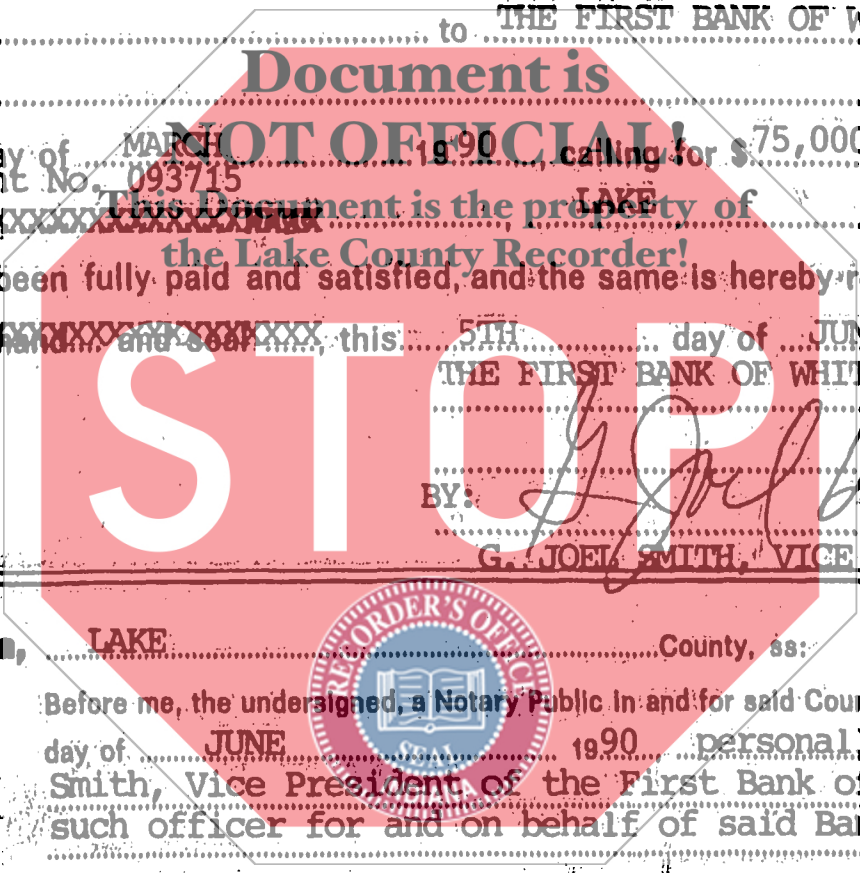 to THE FIRST BANK OF W
Document is
NOT OFFICIAL!
ay of MARCH 1990, calling for $75,000
nt No. 093715
This Document is the property of
XXXXXXXXXXXXXXXXX, LAKE
the Lake County Recorder!
been fully paid and satisfied, and the same is hereby r
hand and seal XXXXXXXXXXXXXXXXX, this 5TH day of JUN
THE FIRST BANK OF WHIT
STOP
BY: G Joel
G. JOEL SMITH, VICE
LAKE County, ss:
RECORDER'S OFFICE
SEAL
Before me, the undersigned, a Notary Public in and for said Cou
day of JUNE 1990 personal
Smith, Vice President of the First Bank o
such officer for and on behalf of said Ba